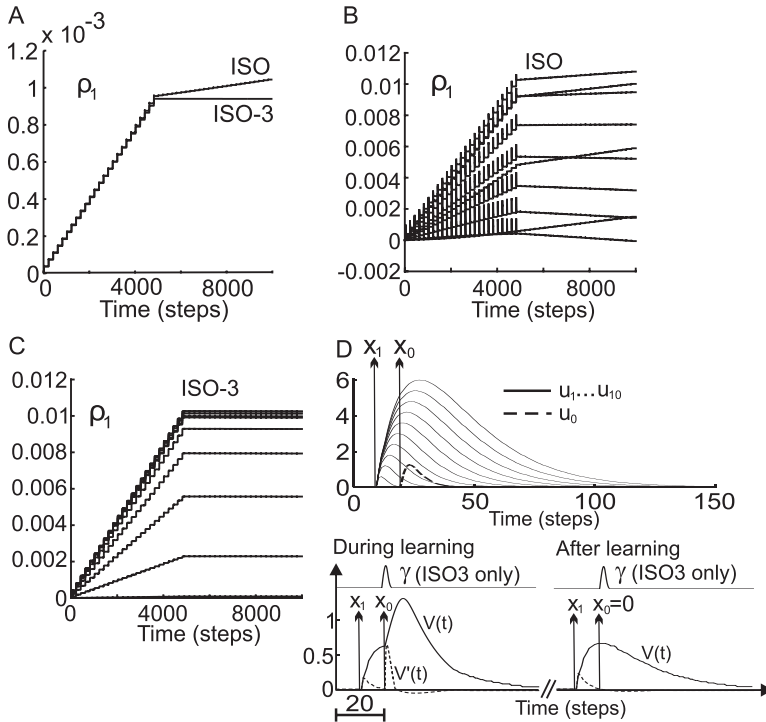 A
x 10⁻³
1.2
1
0.8
0.6
0.4
0.2
0
ρ₁
ISO
ISO-3
0 4000 8000
Time (steps)
B
0.012
0.01
0.008
0.006
0.004
0.002
0
-0.002
ρ₁
ISO
0 4000 8000
Time (steps)
C
0.012
0.01
0.008
0.006
0.004
0.002
0
ρ₁
ISO-3
0 4000 8000
Time (steps)
D
x₁ x₀
6
4
2
0
u₁...u₁₀
u₀
0 50 100 150
Time (steps)
During learning
γ (ISO3 only)
x₁ x₀
1
0.5
0
V(t)
V'(t)
20
After learning
γ (ISO3 only)
x₁ x₀=0
V(t)
//
Time (steps)